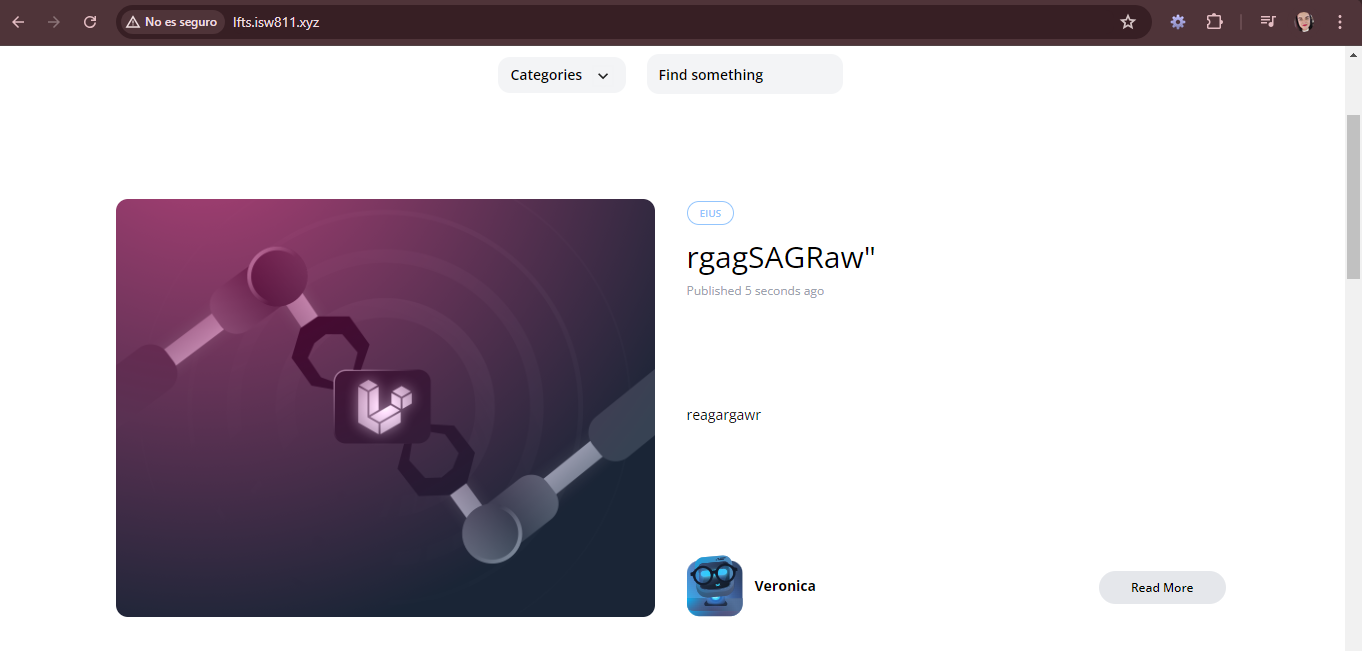 No es seguro lfts.isw811.xyz
Categories Find something
EIUS
rgagSAGRaw"
Published 5 seconds ago
reagargawr
Veronica
Read More